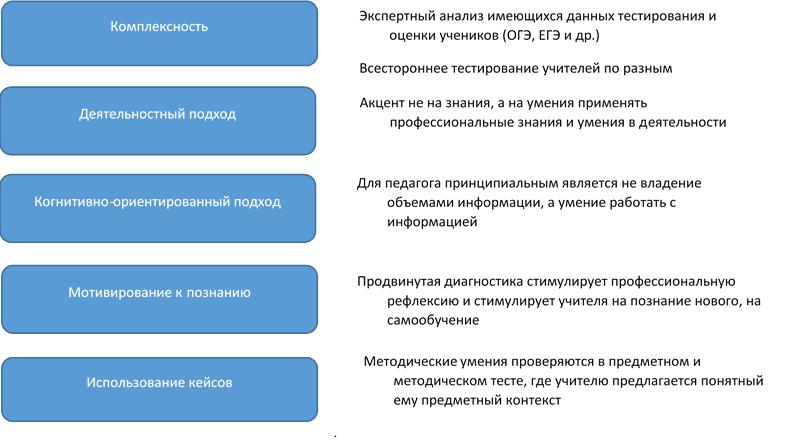 Комплексность
Экспертный анализ имеющихся данных тестирования и
оценки учеников (ОГЭ, ЕГЭ и др.)
Всестороннее тестирование учителей по разным
Деятельностный подход
Акцент не на знания, а на умения применять
профессиональные знания и умения в деятельности
Когнитивно-ориентированный подход
Для педагога принципиальным является не владение
объемами информации, а умение работать с
информацией
Мотивирование к познанию
Продвинутая диагностика стимулирует профессиональную
рефлексию и стимулирует учителя на познание нового, на
самообучение
Использование кейсов
Методические умения проверяются в предметном и
методическом тесте, где учителю предлагается понятный
ему предметный контекст